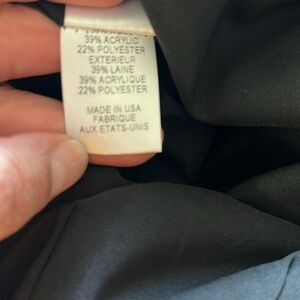 39% ACRYLIC
22% POLYESTER
EXTERIEUR
39% LAINE
39% ACRYLIQUE
22% POLYESTER
MADE IN USA
FABRIQUE
AUX ETATS-UNIS